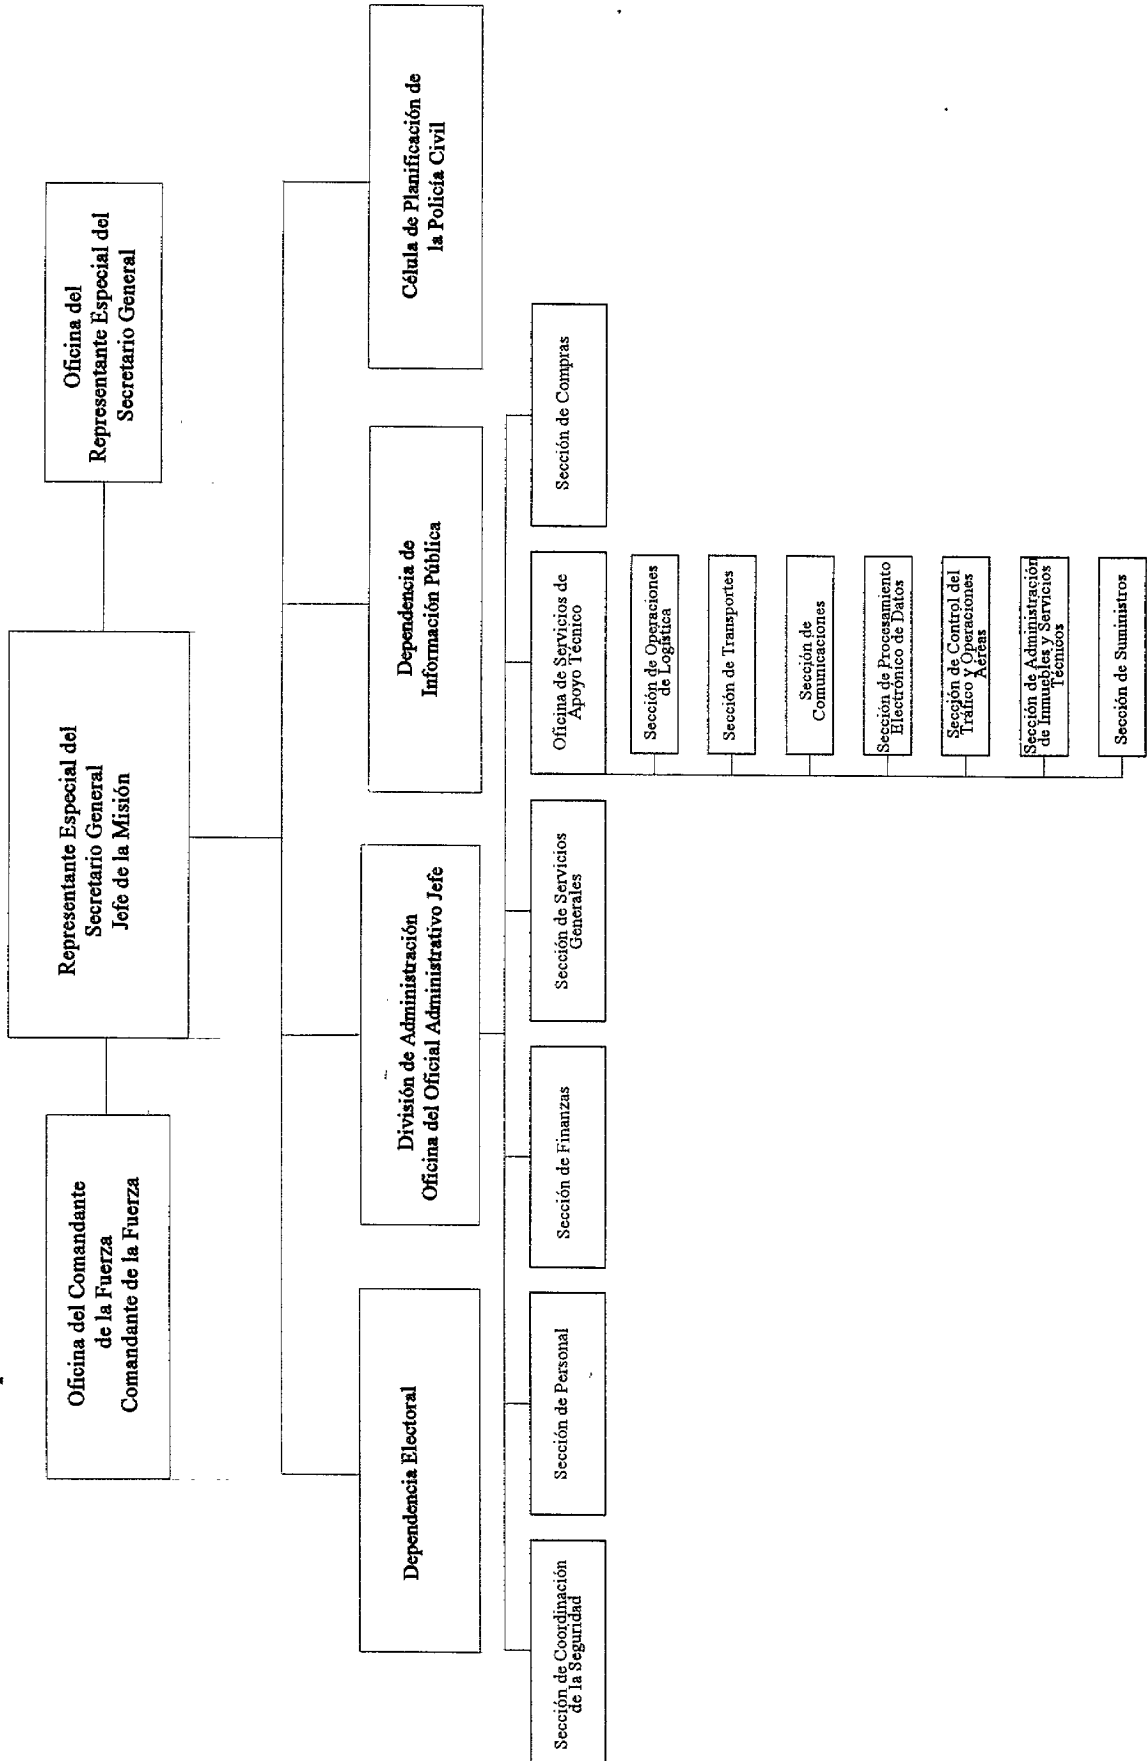 Representante Especial del
Secretario General
Jefe de la Misión
Oficina del Comandante
de la Fuerza
Comandante de la Fuerza
Oficina del
Representante Especial del
Secretario General
Dependencia Electoral
División de Administración
Oficina del Oficial Administrativo Jefe
Dependencia de
Información Pública
Célula de Planificación de
la Policía Civil
Sección de Coordinación
de la Seguridad
Sección de Personal
Sección de Finanzas
Sección de Servicios
Generales
Oficina de Servicios de
Apoyo Técnico
Sección de Compras
Sección de Operaciones
de Logística
Sección de Transportes
Sección de
Comunicaciones
Sección de Procesamiento
Electrónico de Datos
Sección de Control del
Tráfico y Operaciones
Aéreas
Sección de Administración
de Inmuebles y Servicios
Técnicos
Sección de Suministros